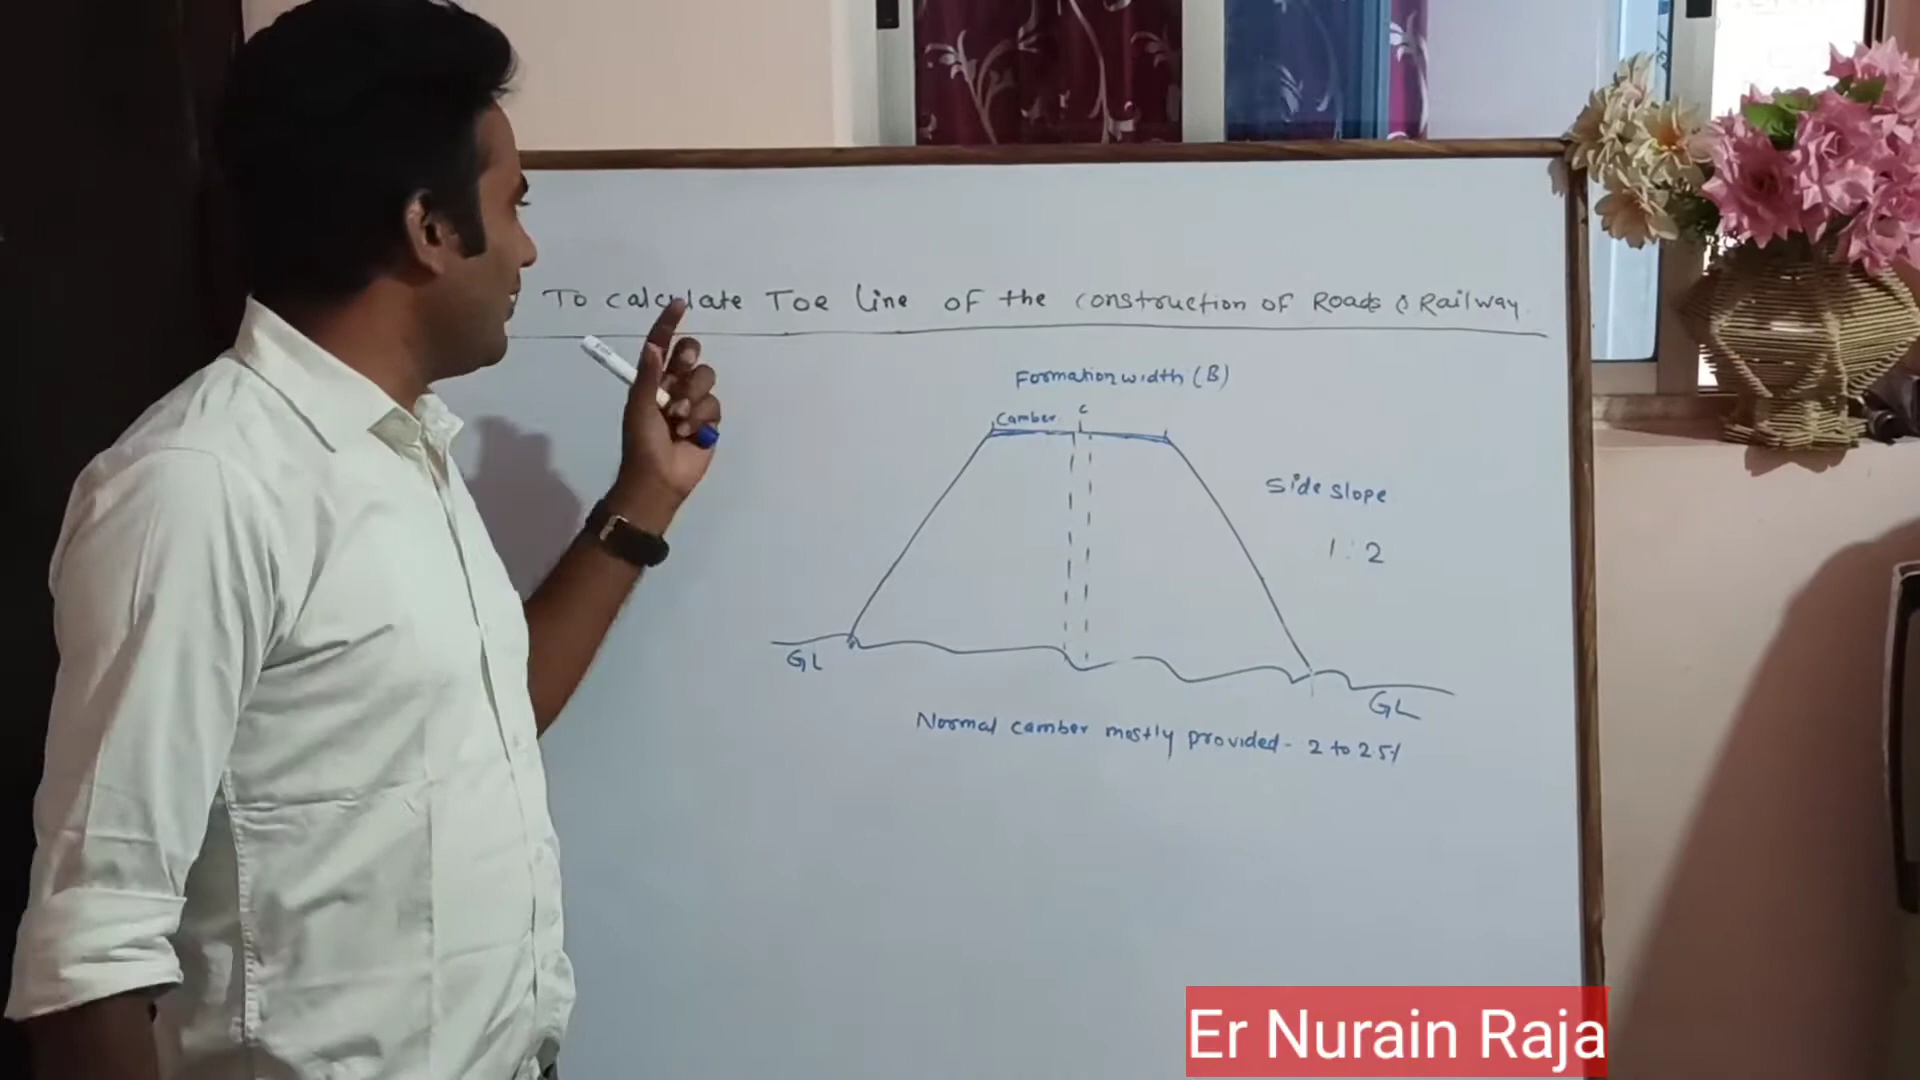 To calculate Toe line of the construction of Roads & Railway.
Formation width (B)
Camber
C
Side slope
1:2
GL
GL
Normal camber mostly provided - 2 to 2.5%
Er Nurain Raja